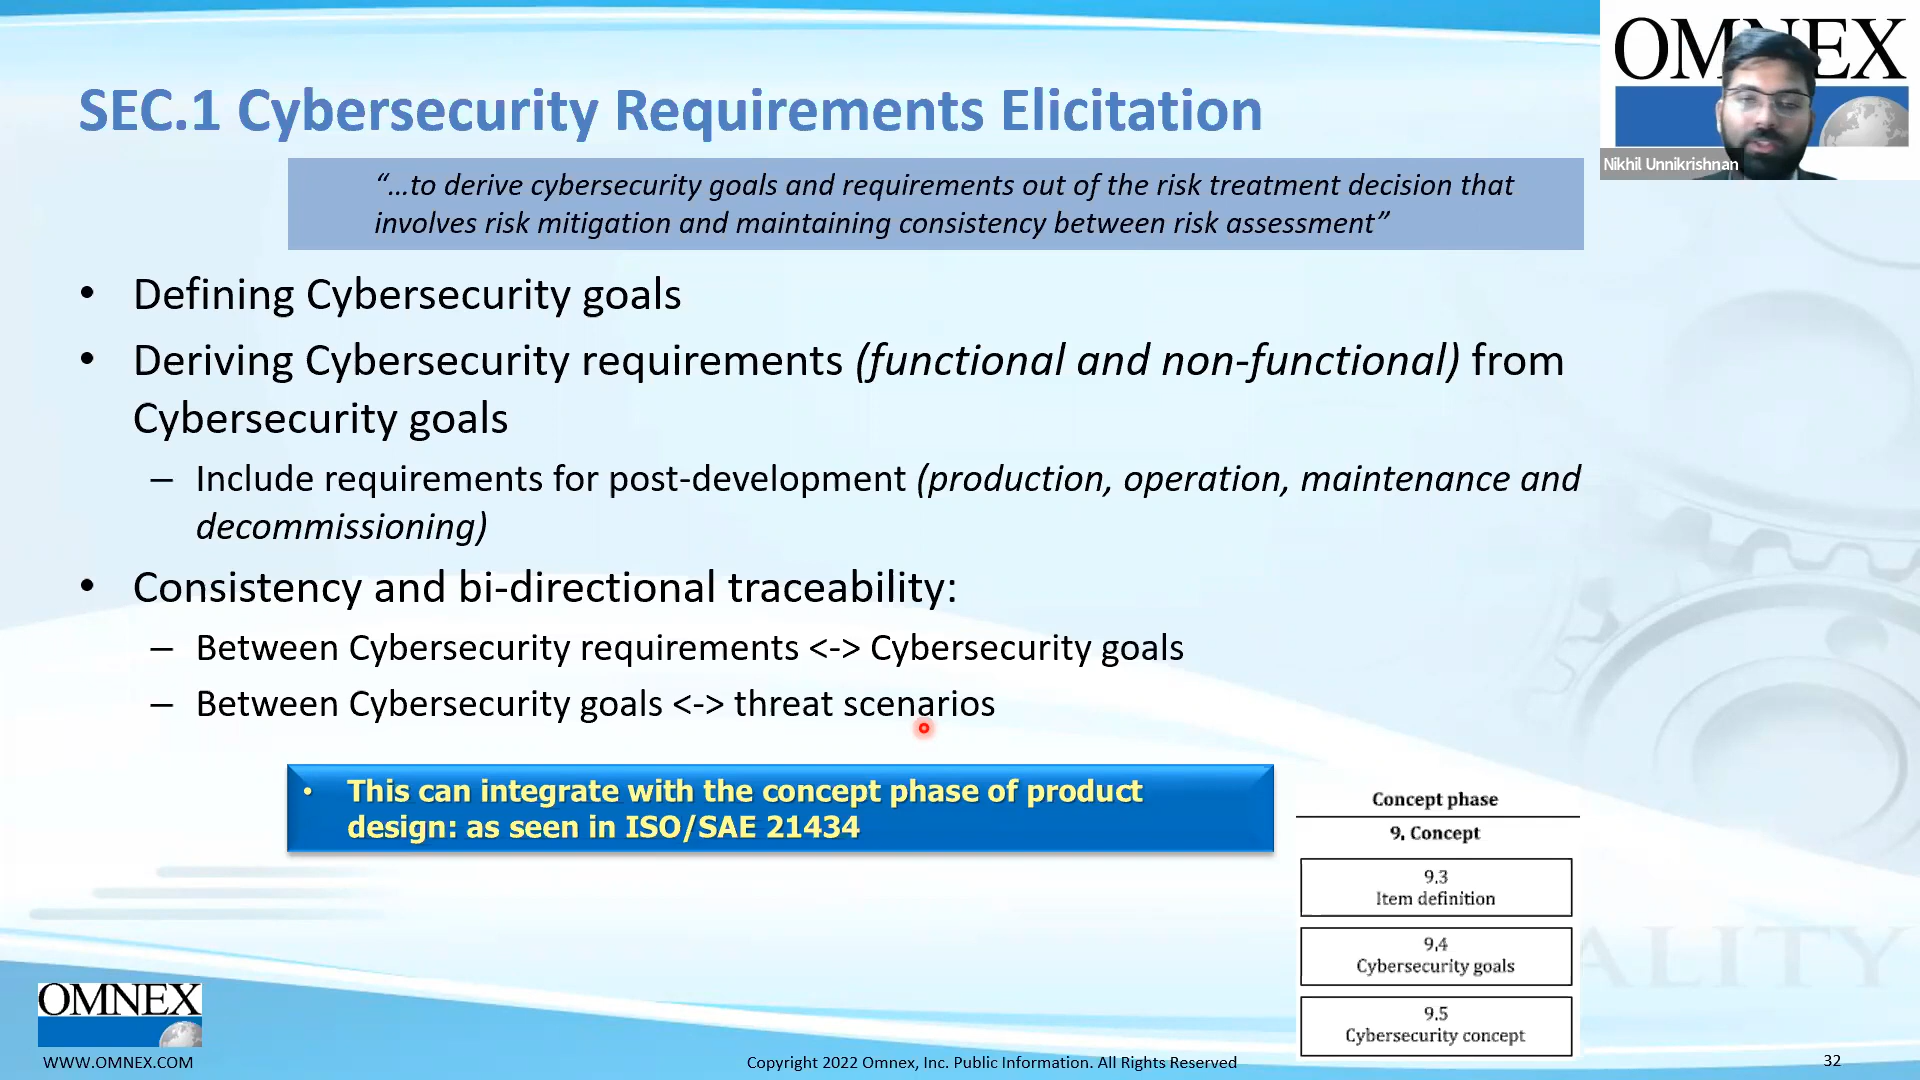 SEC.1 Cybersecurity Requirements Elicitation
OMNEX
Nikhil Unnikrishnan
“…to derive cybersecurity goals and requirements out of the risk treatment decision that
involves risk mitigation and maintaining consistency between risk assessment”
• Defining Cybersecurity goals
• Deriving Cybersecurity requirements (functional and non-functional) from
Cybersecurity goals
– Include requirements for post-development (production, operation, maintenance and
decommissioning)
• Consistency and bi-directional traceability:
– Between Cybersecurity requirements <-> Cybersecurity goals
– Between Cybersecurity goals <-> threat scenarios
• This can integrate with the concept phase of product
design: as seen in ISO/SAE 21434
Concept phase
9. Concept
9.3
Item definition
9.4
Cybersecurity goals
9.5
Cybersecurity concept
ALITY
OMNEX
WWW.OMNEX.COM
Copyright 2022 Omnex, Inc. Public Information. All Rights Reserved
32